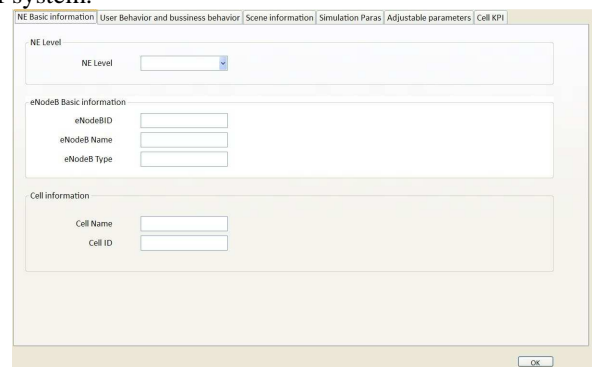 system.
NE Basic information User Behavior and bussiness behavior Scene information Simulation Paras Adjustable parameters Cell KPI
NE Level
NE Level
eNodeB Basic information
eNodeBID
eNodeB Name
eNodeB Type
Cell information
Cell Name
Cell ID
OK